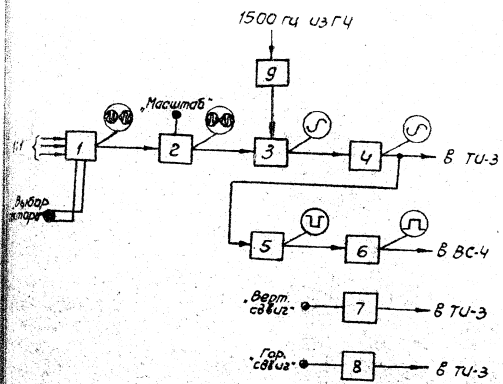 1500 гц из ГЧ
9
„Масштаб"
1
2
3
4
в ТИ-3
Выбор
5
6
в ВС-4
„Верт.
сдвиг"
7
в ТИ-3
„Гор.
сдвиг"
8
в ТИ-3